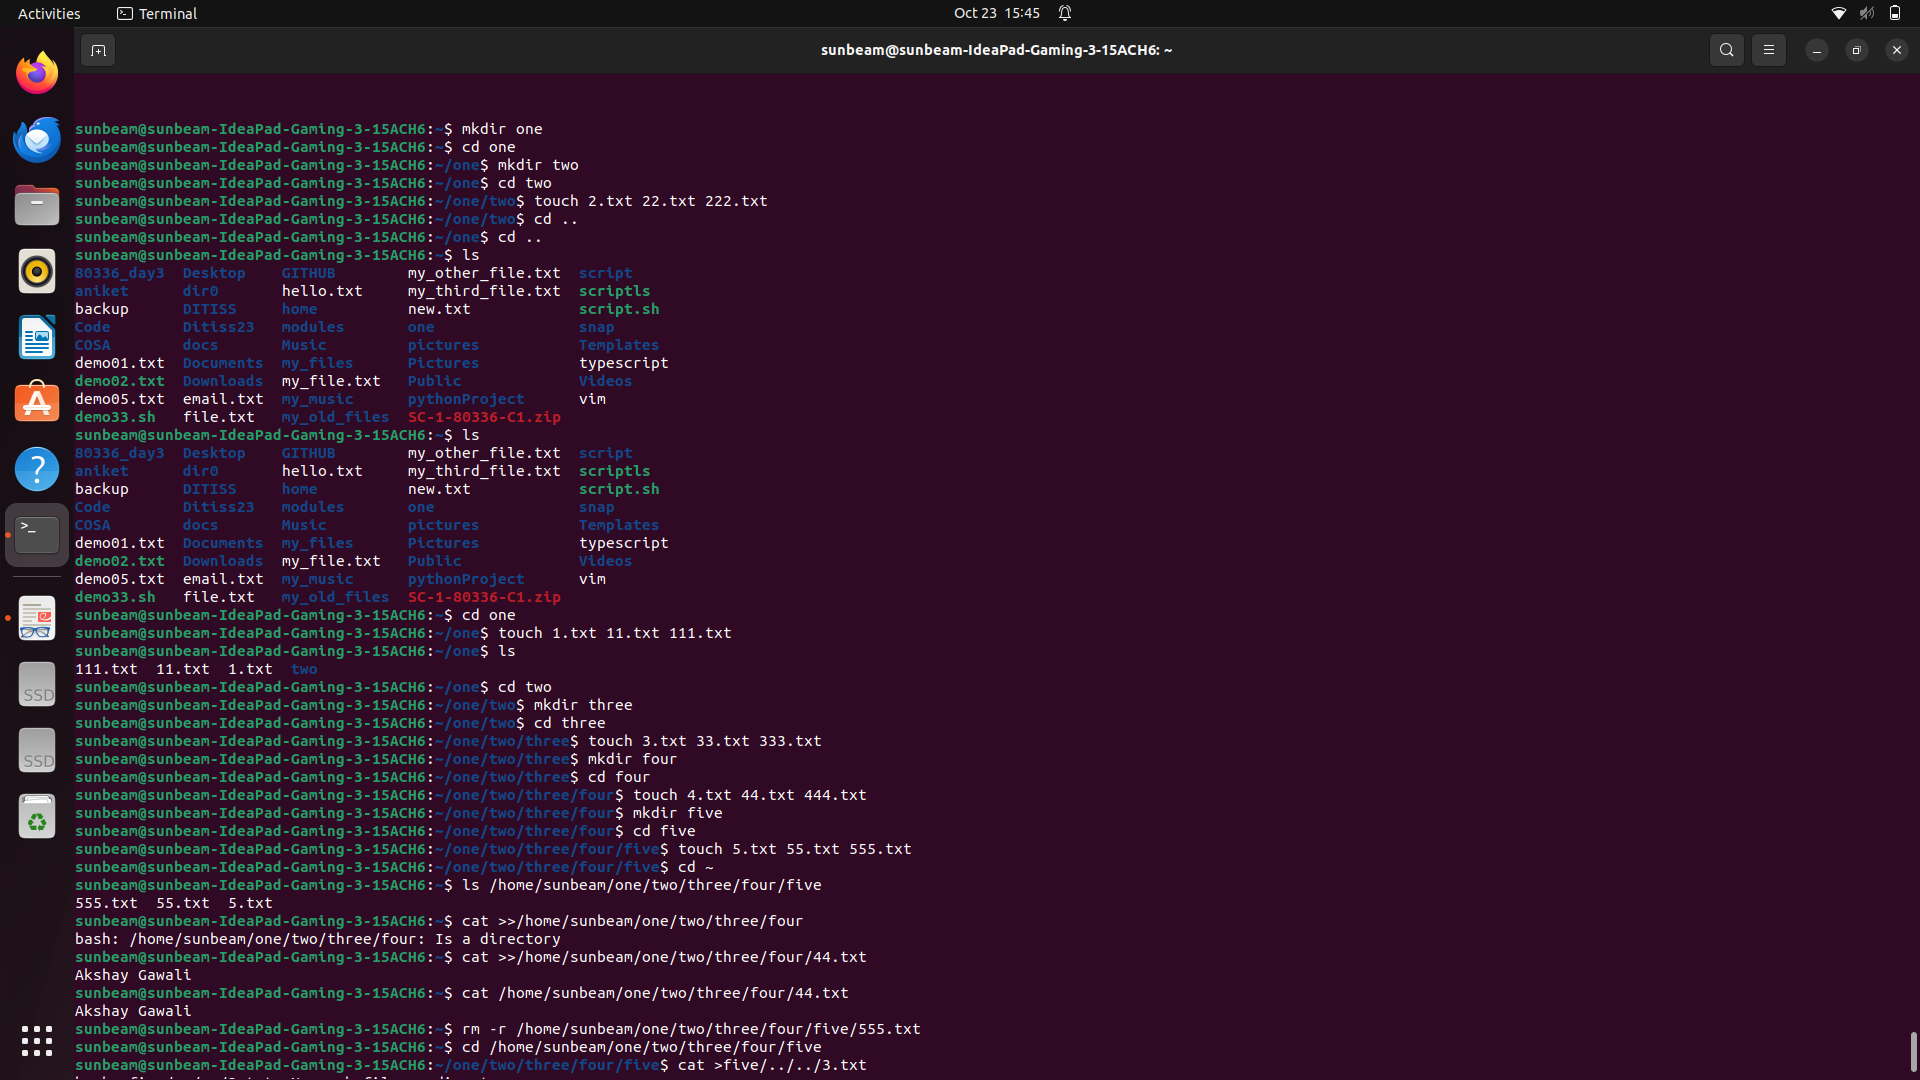 Activities
Terminal
Oct 23 15:45
sunbeam@sunbeam-IdeaPad-Gaming-3-15ACH6: ~
sunbeam@sunbeam-IdeaPad-Gaming-3-15ACH6:~$ mkdir one
sunbeam@sunbeam-IdeaPad-Gaming-3-15ACH6:~$ cd one
sunbeam@sunbeam-IdeaPad-Gaming-3-15ACH6:~/one$ mkdir two
sunbeam@sunbeam-IdeaPad-Gaming-3-15ACH6:~/one$ cd two
sunbeam@sunbeam-IdeaPad-Gaming-3-15ACH6:~/one/two$ touch 2.txt 22.txt 222.txt
sunbeam@sunbeam-IdeaPad-Gaming-3-15ACH6:~/one/two$ cd ..
sunbeam@sunbeam-IdeaPad-Gaming-3-15ACH6:~/one$ cd ..
sunbeam@sunbeam-IdeaPad-Gaming-3-15ACH6:~$ ls
80336_day3  Desktop    GITHUB        my_other_file.txt  script
aniket      dir0       hello.txt     my_third_file.txt  scriptls
backup      DITISS     home          new.txt            script.sh
Code        Ditiss23   modules       one                snap
COSA        docs       Music         pictures           Templates
demo01.txt  Documents  my_files      Pictures           typescript
demo02.txt  Downloads  my_file.txt   Public             Videos
demo05.txt  email.txt  my_music      pythonProject      vim
demo33.sh   file.txt   my_old_files  SC-1-80336-C1.zip
sunbeam@sunbeam-IdeaPad-Gaming-3-15ACH6:~$ ls
80336_day3  Desktop    GITHUB        my_other_file.txt  script
aniket      dir0       hello.txt     my_third_file.txt  scriptls
backup      DITISS     home          new.txt            script.sh
Code        Ditiss23   modules       one                snap
COSA        docs       Music         pictures           Templates
demo01.txt  Documents  my_files      Pictures           typescript
demo02.txt  Downloads  my_file.txt   Public             Videos
demo05.txt  email.txt  my_music      pythonProject      vim
demo33.sh   file.txt   my_old_files  SC-1-80336-C1.zip
sunbeam@sunbeam-IdeaPad-Gaming-3-15ACH6:~$ cd one
sunbeam@sunbeam-IdeaPad-Gaming-3-15ACH6:~/one$ touch 1.txt 11.txt 111.txt
sunbeam@sunbeam-IdeaPad-Gaming-3-15ACH6:~/one$ ls
111.txt  11.txt  1.txt  two
sunbeam@sunbeam-IdeaPad-Gaming-3-15ACH6:~/one$ cd two
sunbeam@sunbeam-IdeaPad-Gaming-3-15ACH6:~/one/two$ mkdir three
sunbeam@sunbeam-IdeaPad-Gaming-3-15ACH6:~/one/two$ cd three
sunbeam@sunbeam-IdeaPad-Gaming-3-15ACH6:~/one/two/three$ touch 3.txt 33.txt 333.txt
sunbeam@sunbeam-IdeaPad-Gaming-3-15ACH6:~/one/two/three$ mkdir four
sunbeam@sunbeam-IdeaPad-Gaming-3-15ACH6:~/one/two/three$ cd four
sunbeam@sunbeam-IdeaPad-Gaming-3-15ACH6:~/one/two/three/four$ touch 4.txt 44.txt 444.txt
sunbeam@sunbeam-IdeaPad-Gaming-3-15ACH6:~/one/two/three/four$ mkdir five
sunbeam@sunbeam-IdeaPad-Gaming-3-15ACH6:~/one/two/three/four$ cd five
sunbeam@sunbeam-IdeaPad-Gaming-3-15ACH6:~/one/two/three/four/five$ touch 5.txt 55.txt 555.txt
sunbeam@sunbeam-IdeaPad-Gaming-3-15ACH6:~/one/two/three/four/five$ cd ~
sunbeam@sunbeam-IdeaPad-Gaming-3-15ACH6:~$ ls /home/sunbeam/one/two/three/four/five
555.txt  55.txt  5.txt
sunbeam@sunbeam-IdeaPad-Gaming-3-15ACH6:~$ cat >>/home/sunbeam/one/two/three/four
bash: /home/sunbeam/one/two/three/four: Is a directory
sunbeam@sunbeam-IdeaPad-Gaming-3-15ACH6:~$ cat >>/home/sunbeam/one/two/three/four/44.txt
Akshay Gawali
sunbeam@sunbeam-IdeaPad-Gaming-3-15ACH6:~$ cat /home/sunbeam/one/two/three/four/44.txt
Akshay Gawali
sunbeam@sunbeam-IdeaPad-Gaming-3-15ACH6:~$ rm -r /home/sunbeam/one/two/three/four/five/555.txt
sunbeam@sunbeam-IdeaPad-Gaming-3-15ACH6:~$ cd /home/sunbeam/one/two/three/four/five
sunbeam@sunbeam-IdeaPad-Gaming-3-15ACH6:~/one/two/three/four/five$ cat >five/../../3.txt
SSD
SSD